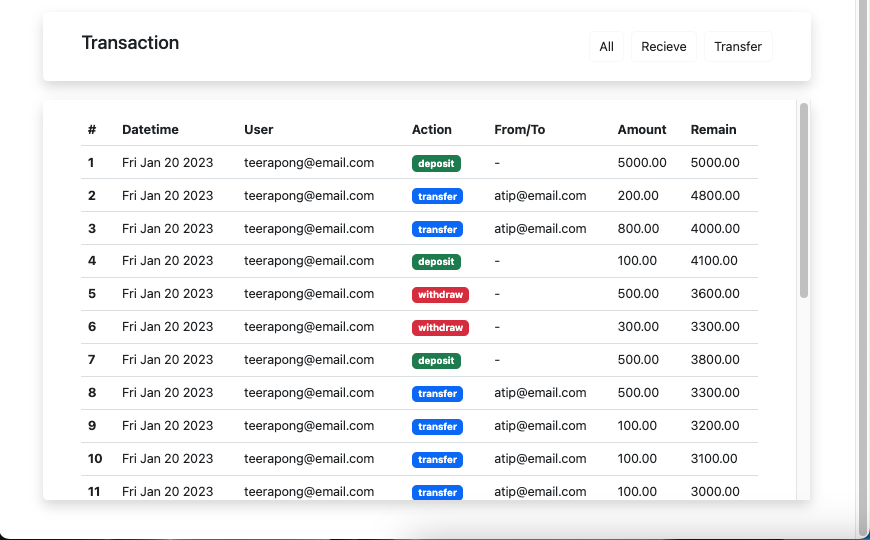 Transaction
All Recieve Transfer
# Datetime User Action From/To Amount Remain
1 Fri Jan 20 2023 teerapong@email.com deposit - 5000.00 5000.00
2 Fri Jan 20 2023 teerapong@email.com transfer atip@email.com 200.00 4800.00
3 Fri Jan 20 2023 teerapong@email.com transfer atip@email.com 800.00 4000.00
4 Fri Jan 20 2023 teerapong@email.com deposit - 100.00 4100.00
5 Fri Jan 20 2023 teerapong@email.com withdraw - 500.00 3600.00
6 Fri Jan 20 2023 teerapong@email.com withdraw - 300.00 3300.00
7 Fri Jan 20 2023 teerapong@email.com deposit - 500.00 3800.00
8 Fri Jan 20 2023 teerapong@email.com transfer atip@email.com 500.00 3300.00
9 Fri Jan 20 2023 teerapong@email.com transfer atip@email.com 100.00 3200.00
10 Fri Jan 20 2023 teerapong@email.com transfer atip@email.com 100.00 3100.00
11 Fri Jan 20 2023 teerapong@email.com transfer atip@email.com 100.00 3000.00